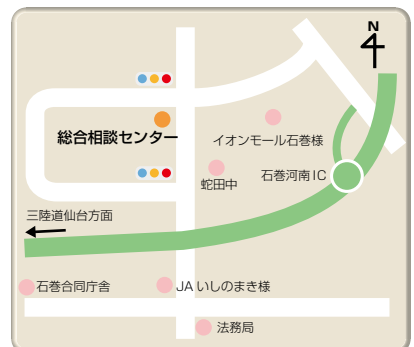 N
総合相談センター
イオンモール石巻様
蛇田中
石巻河南IC
三陸道仙台方面
石巻合同庁舎
JAいしのまき様
法務局